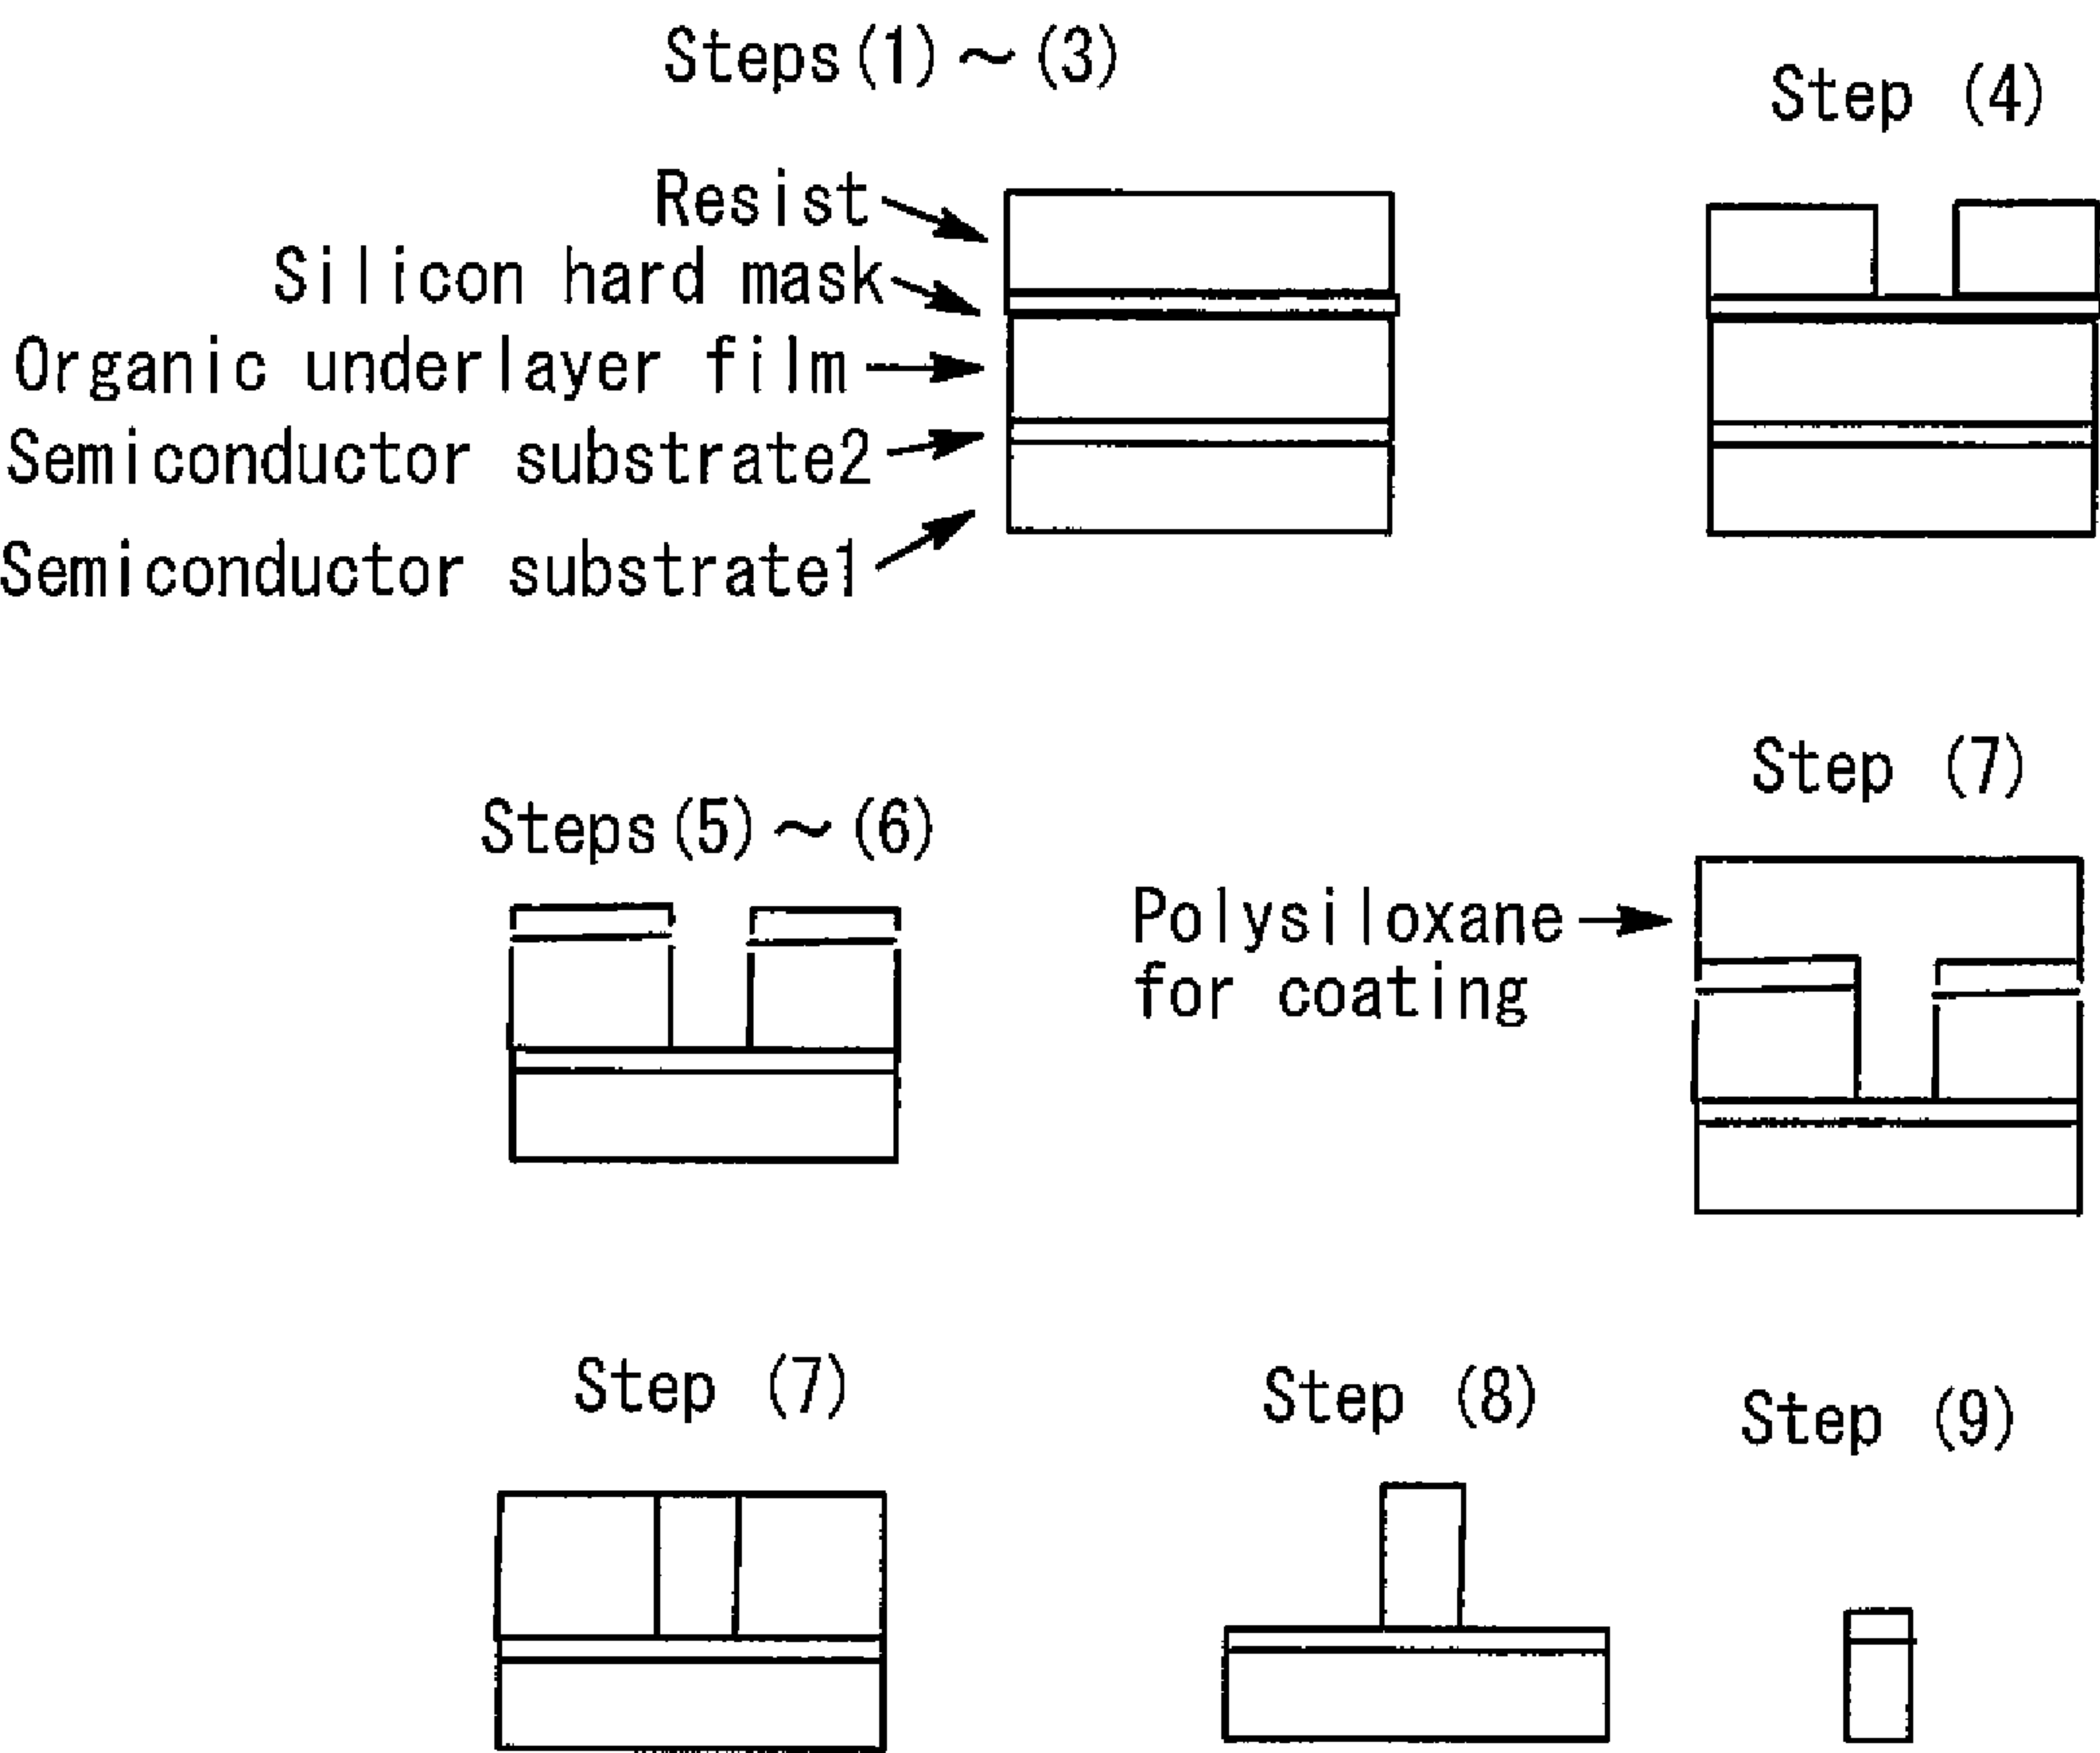 Steps(1)~(3)
Step (4)
Resist
Silicon hard mask
Organic underlayer film
Semiconductor substrate2
Semiconductor substrate1
Steps(5)~(6)
Step (7)
Polysiloxane
for coating
Step (7)
Step (8)
Step (9)